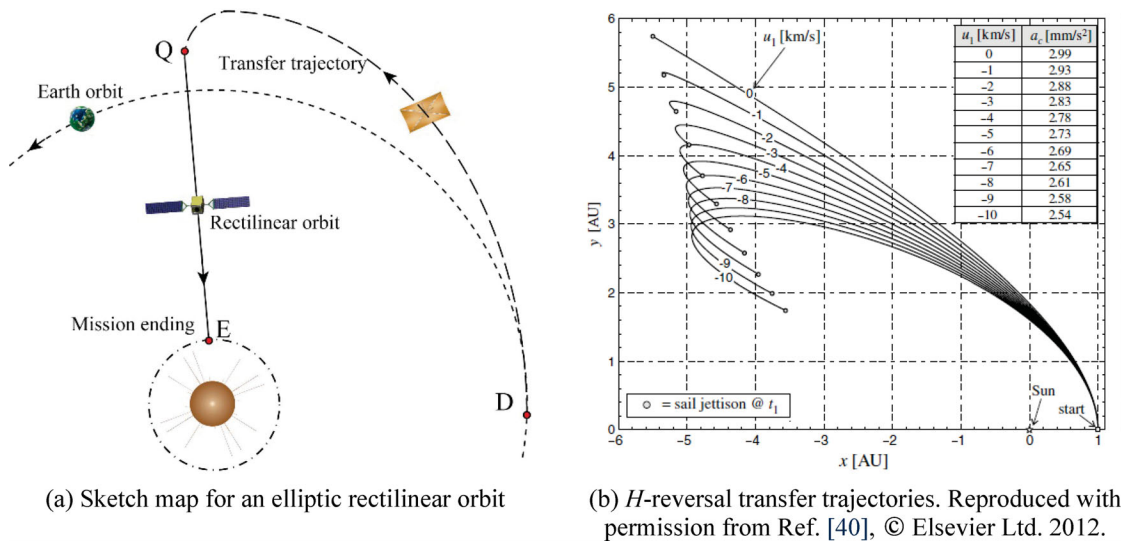 Q
Transfer trajectory
Earth orbit
Rectilinear orbit
Mission ending
E
D
(a) Sketch map for an elliptic rectilinear orbit
6
5
4
3
2
1
0
y [AU]
-6
-5
-4
-3
-2
-1
0
1
x [AU]
u₁ [km/s]
0
-1
-2
-3
-4
-5
-6
-7
-8
-9
-10
u₁ [km/s] a_c [mm/s²]
0 2.99
-1 2.93
-2 2.88
-3 2.83
-4 2.78
-5 2.73
-6 2.69
-7 2.65
-8 2.61
-9 2.58
-10 2.54
Sun
start
= sail jettison @ t₁
(b) H-reversal transfer trajectories. Reproduced with
permission from Ref. [40], © Elsevier Ltd. 2012.